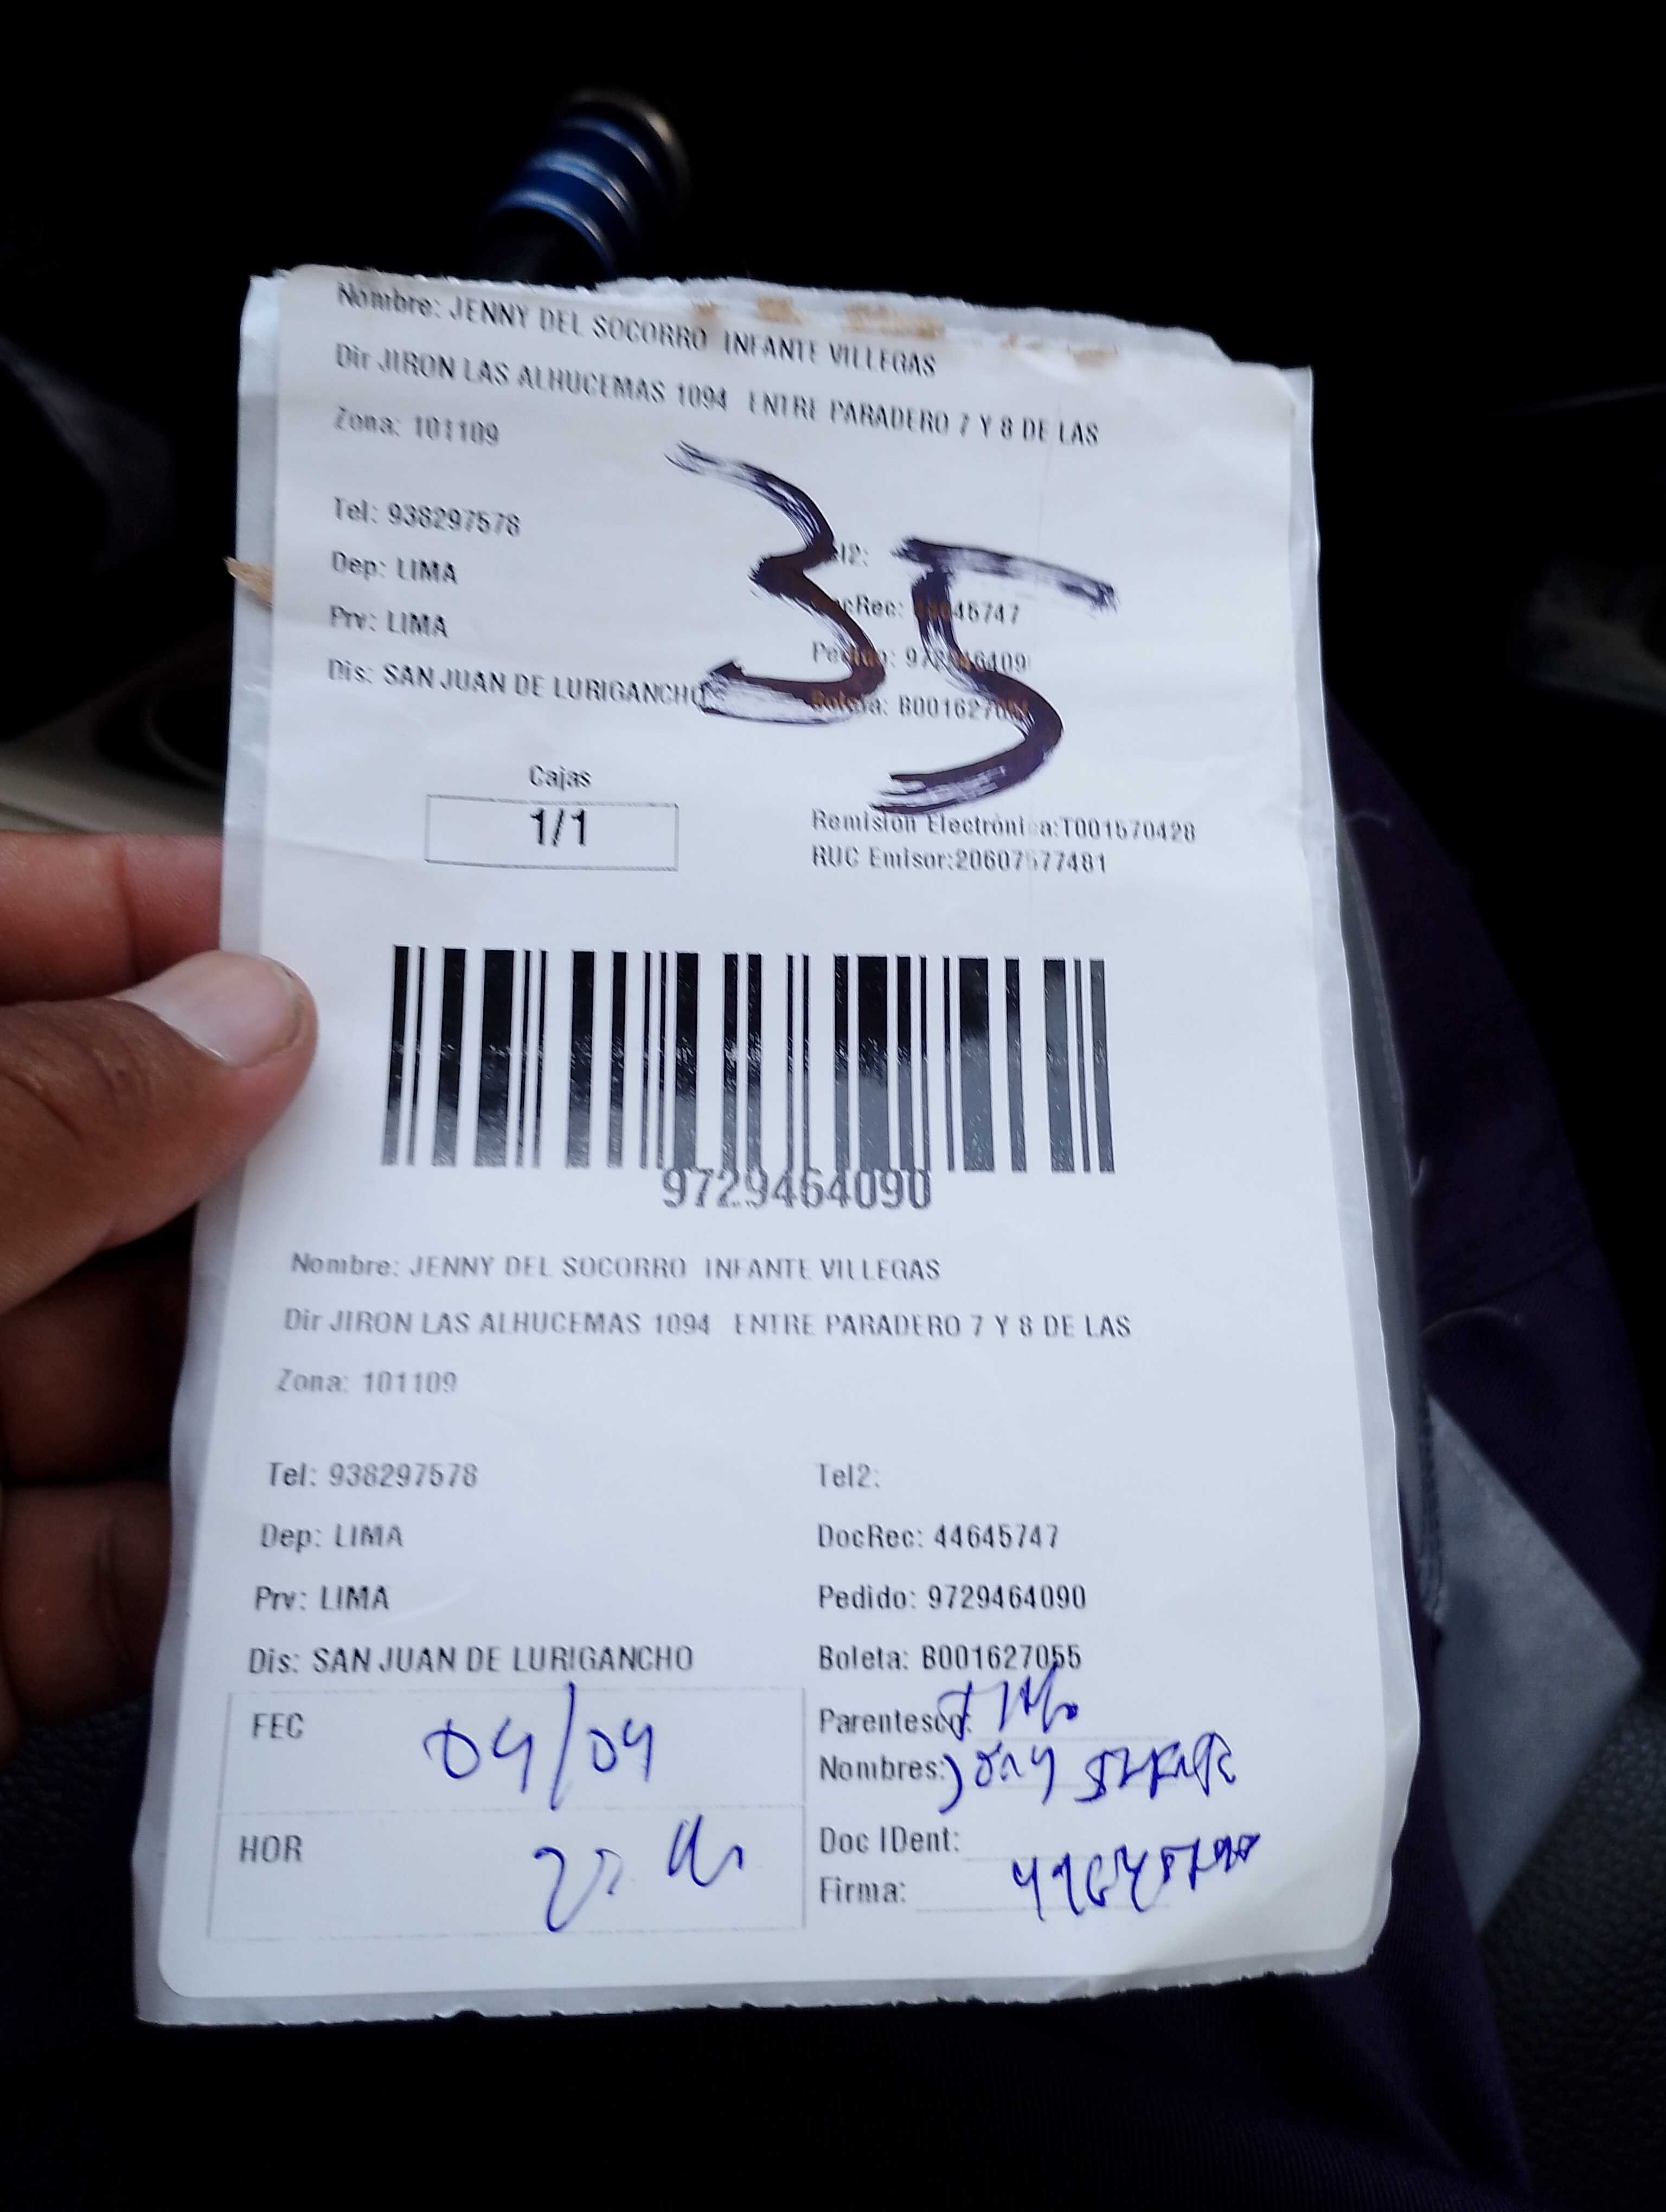 Nombre: JENNY DEL SOCORRO INFANTE VILLEGAS
Dir JIRON LAS ALHUCEMAS 1094 ENTRE PARADERO 7 Y 8 DE LAS
Zona: 101109
35
Tel: 938297578
Dep: LIMA
Prv: LIMA
Dis: SAN JUAN DE LURIGANCHO
Cajas
1/1
Remision Electrónica:T001570428
RUC Emisor:20607577481
9729464090
Nombre: JENNY DEL SOCORRO INFANTE VILLEGAS
Dir JIRON LAS ALHUCEMAS 1094 ENTRE PARADERO 7 Y 8 DE LAS
Zona: 101109
Tel: 938297578 Tel2:
Dep: LIMA DocRec: 44645747
Prv: LIMA Pedido: 9729464090
Dis: SAN JUAN DE LURIGANCHO Boleta: B001627055
FEC 04/04 Parentesco:
Nombres:
HOR Doc IDent:
Firma: